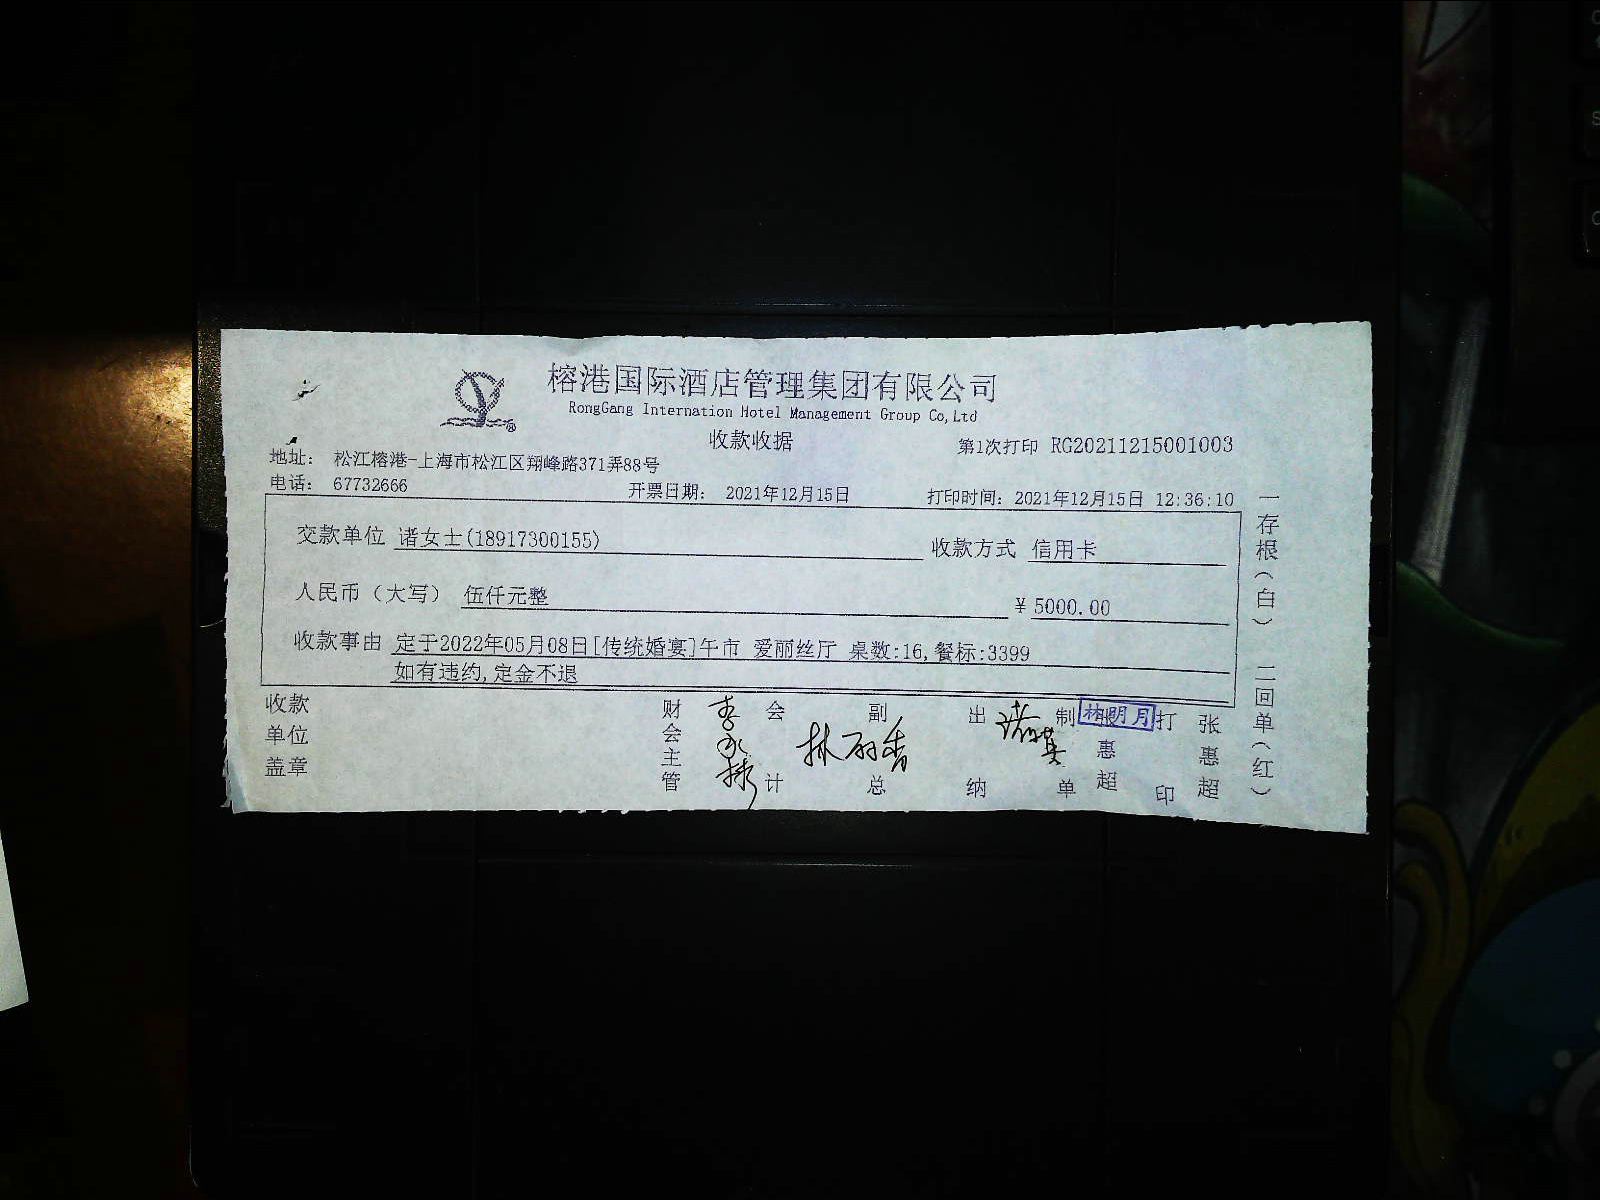 榕港国际酒店管理集团有限公司
RongGang Internation Hotel Management Group Co,Ltd
收款收据
第1次打印 RG20211215001003
地址： 松江榕港-上海市松江区翔峰路371弄88号
电话： 67732666 开票日期： 2021年12月15日 打印时间：2021年12月15日 12:36:10
交款单位 诸女士(18917300155) 收款方式 信用卡
人民币（大写） 伍仟元整 ¥ 5000.00
收款事由 定于2022年05月08日[传统婚宴]午市 爱丽丝厅 桌数:16,餐标:3399
如有违约,定金不退
收款单位盖章 财会主管 会计 副总 林丽香 出纳 制单 张惠超 林明月 打印 张惠超
一存根（白） 二回单（红）